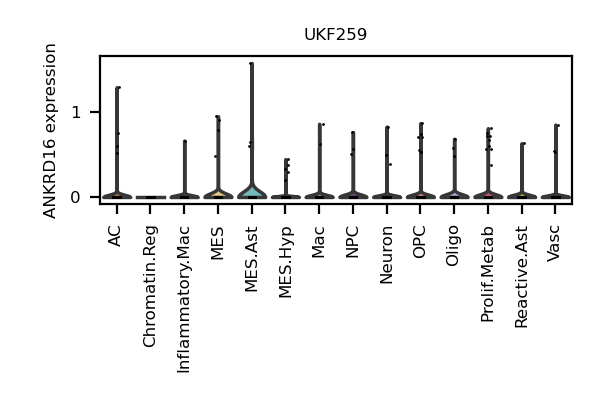 UKF259
ANKRD16 expression
1
0
AC
Chromatin.Reg
Inflammatory.Mac
MES
MES.Ast
MES.Hyp
Mac
NPC
Neuron
OPC
Oligo
Prolif.Metab
Reactive.Ast
Vasc